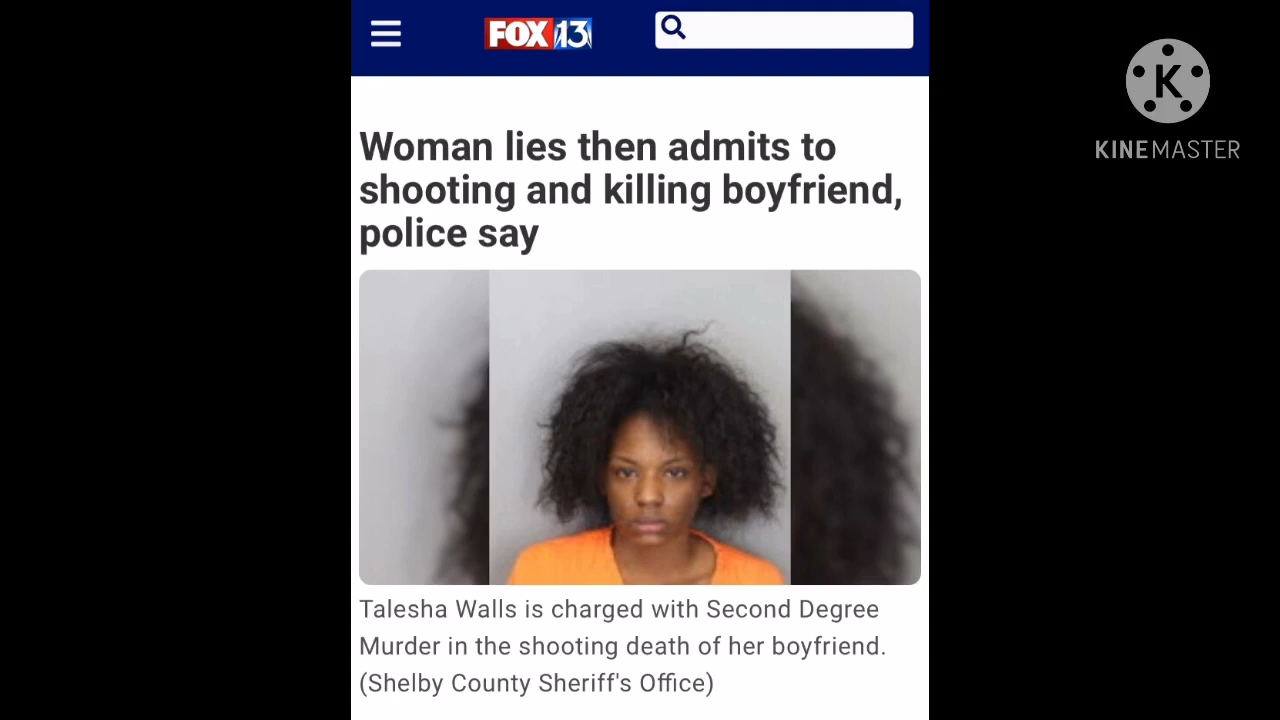 FOX 13
K
KINEMASTER
Woman lies then admits to
shooting and killing boyfriend,
police say
Talesha Walls is charged with Second Degree
Murder in the shooting death of her boyfriend.
(Shelby County Sheriff's Office)